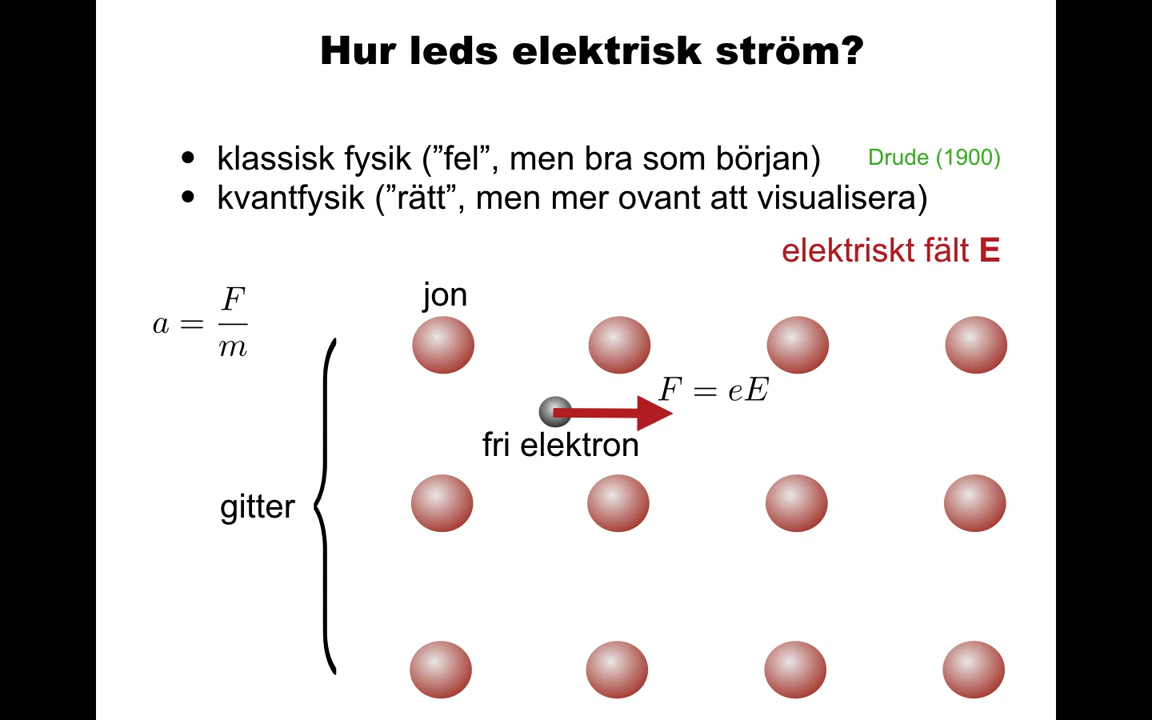 Hur leds elektrisk ström?
• klassisk fysik (”fel”, men bra som början) Drude (1900)
• kvantfysik (”rätt”, men mer ovant att visualisera)
elektriskt fält E
jon
a = F/m
F = eE
fri elektron
gitter